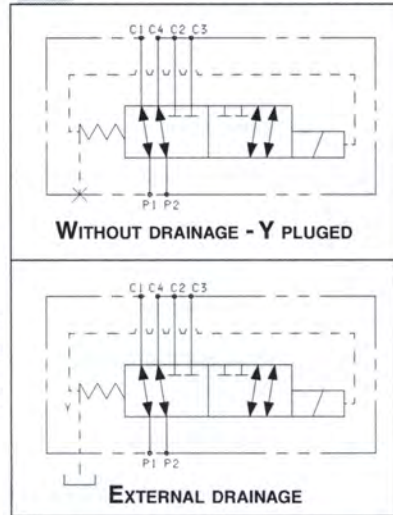 C1 C4 C2 C3
P1 P2
WITHOUT DRAINAGE - Y PLUGED
C1 C4 C2 C3
Y
P1 P2
EXTERNAL DRAINAGE